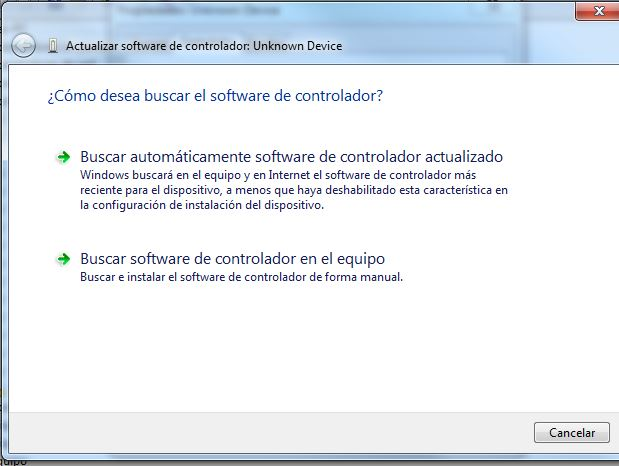 Actualizar software de controlador: Unknown Device
¿Cómo desea buscar el software de controlador?
Buscar automáticamente software de controlador actualizado
Windows buscará en el equipo y en Internet el software de controlador más
reciente para el dispositivo, a menos que haya deshabilitado esta característica en
la configuración de instalación del dispositivo.
Buscar software de controlador en el equipo
Buscar e instalar el software de controlador de forma manual.
Cancelar